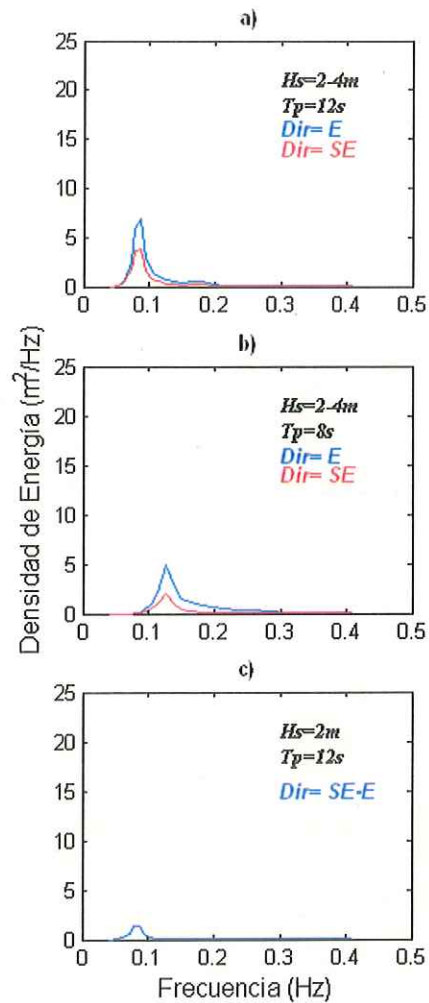 a)
25
20
15
10
5
0
Hs=2-4m
Tp=12s
Dir= E
Dir= SE
0 0.1 0.2 0.3 0.4 0.5
b)
25
20
15
10
5
0
Hs=2-4m
Tp=8s
Dir= E
Dir= SE
0 0.1 0.2 0.3 0.4 0.5
Densidad de Energía (m²/Hz)
c)
25
20
15
10
5
0
Hs=2m
Tp=12s
Dir= SE-E
0 0.1 0.2 0.3 0.4 0.5
Frecuencia (Hz)